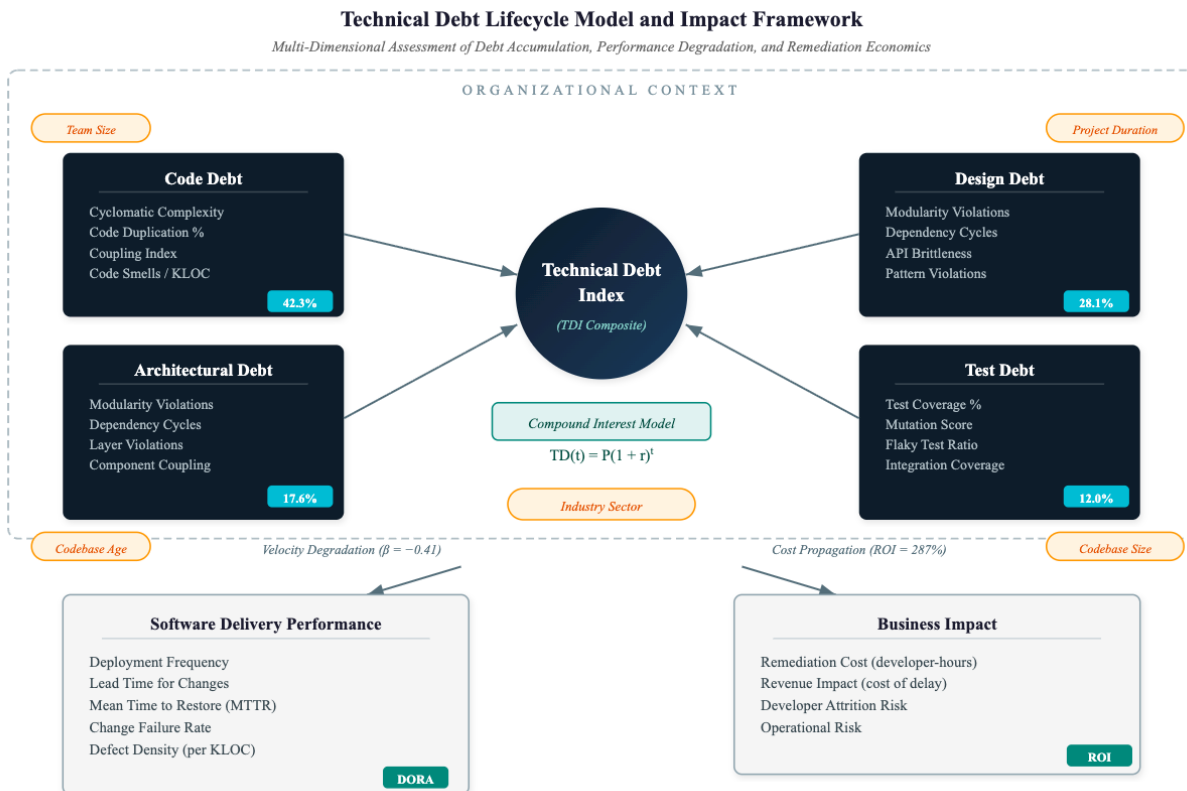 Technical Debt Lifecycle Model and Impact Framework
Multi-Dimensional Assessment of Debt Accumulation, Performance Degradation, and Remediation Economics
ORGANIZATIONAL CONTEXT
Team Size
Project Duration
Code Debt
Cyclomatic Complexity
Code Duplication %
Coupling Index
Code Smells / KLOC
42.3%
Design Debt
Modularity Violations
Dependency Cycles
API Brittleness
Pattern Violations
28.1%
Technical Debt
Index
(TDI Composite)
Architectural Debt
Modularity Violations
Dependency Cycles
Layer Violations
Component Coupling
17.6%
Test Debt
Test Coverage %
Mutation Score
Flaky Test Ratio
Integration Coverage
12.0%
Compound Interest Model
TD(t) = P(1 + r)^t
Industry Sector
Codebase Age
Velocity Degradation (β = −0.41)
Cost Propagation (ROI = 287%)
Codebase Size
Software Delivery Performance
Deployment Frequency
Lead Time for Changes
Mean Time to Restore (MTTR)
Change Failure Rate
Defect Density (per KLOC)
DORA
Business Impact
Remediation Cost (developer-hours)
Revenue Impact (cost of delay)
Developer Attrition Risk
Operational Risk
ROI